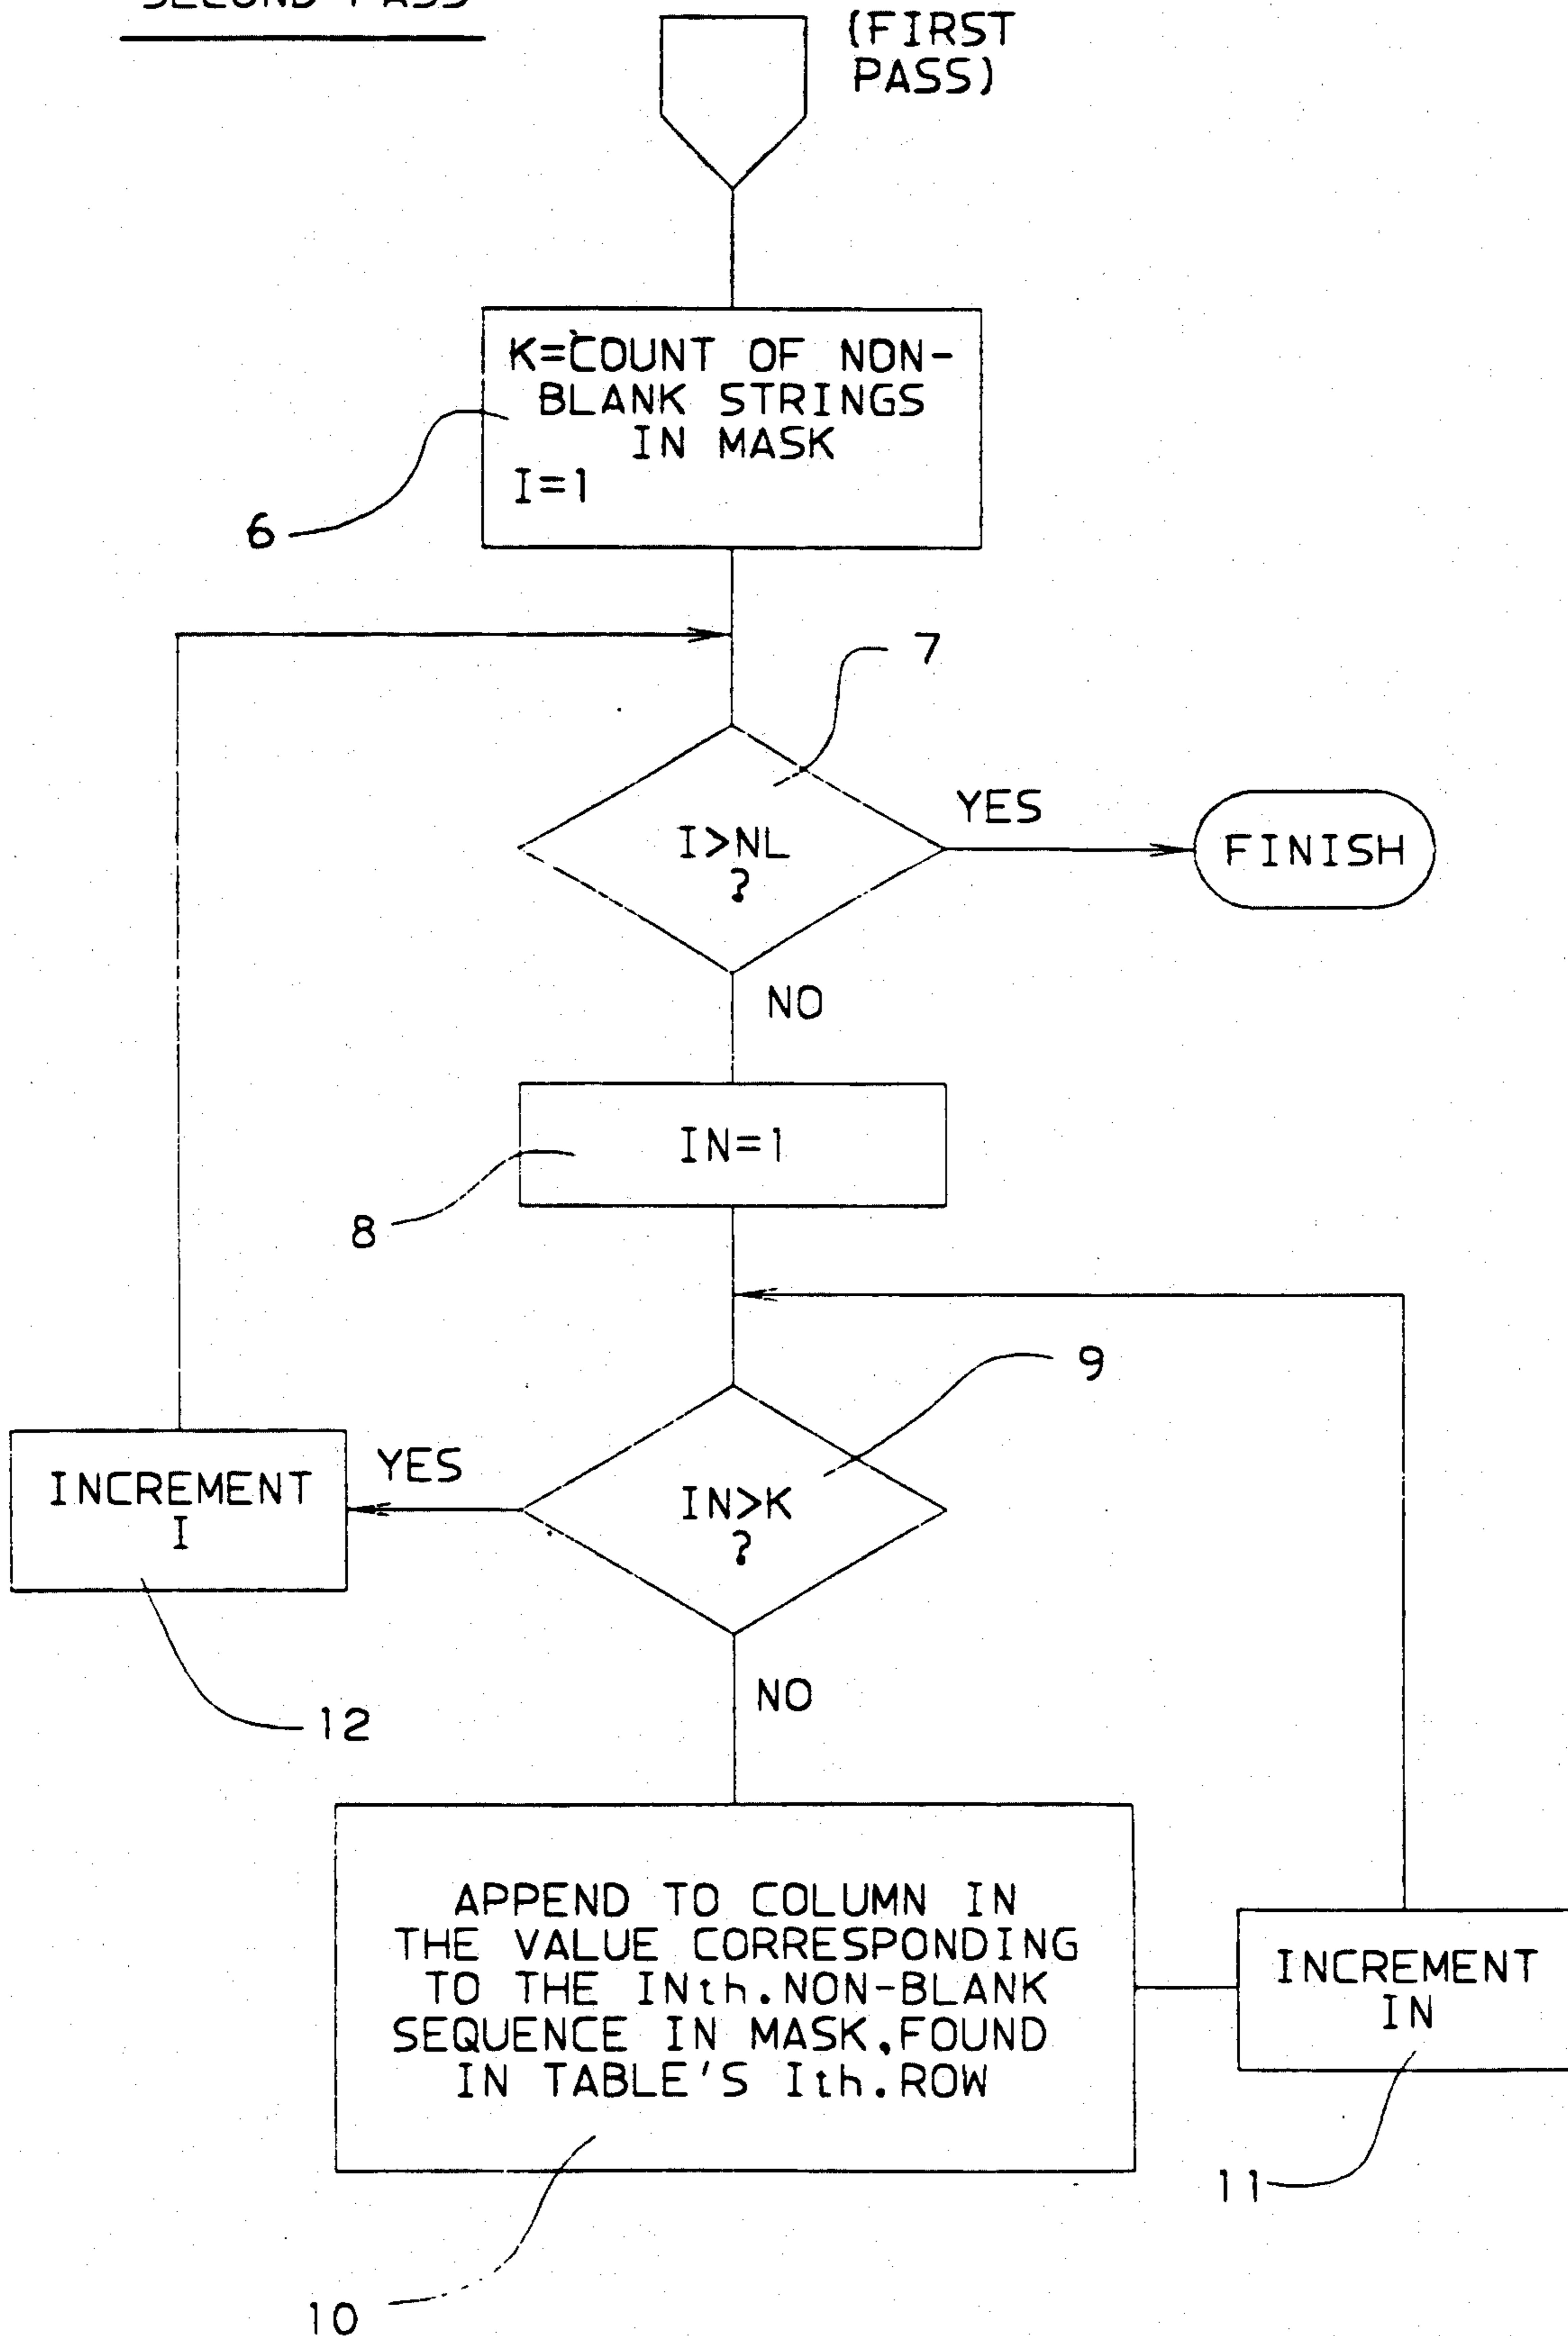 SECOND PASS
(FIRST
PASS)
K=COUNT OF NON-
BLANK STRINGS
IN MASK
I=1
6
7
I>NL
?
YES
FINISH
NO
IN=1
8
9
IN>K
?
YES
INCREMENT
I
12
NO
APPEND TO COLUMN IN
THE VALUE CORRESPONDING
TO THE INth.NON-BLANK
SEQUENCE IN MASK,FOUND
IN TABLE'S Ith.ROW
INCREMENT
IN
11
10